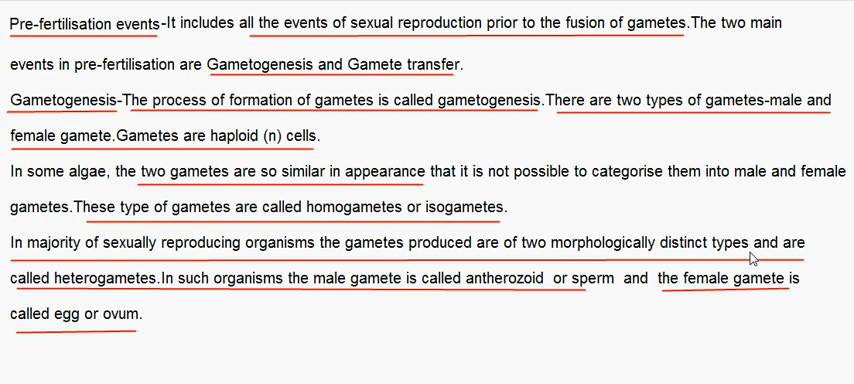 Pre-fertilisation events-It includes all the events of sexual reproduction prior to the fusion of gametes.The two main
events in pre-fertilisation are Gametogenesis and Gamete transfer.
Gametogenesis-The process of formation of gametes is called gametogenesis.There are two types of gametes-male and
female gamete.Gametes are haploid (n) cells.
In some algae, the two gametes are so similar in appearance that it is not possible to categorise them into male and female
gametes.These type of gametes are called homogametes or isogametes.
In majority of sexually reproducing organisms the gametes produced are of two morphologically distinct types and are
called heterogametes.In such organisms the male gamete is called antherozoid or sperm and the female gamete is
called egg or ovum.